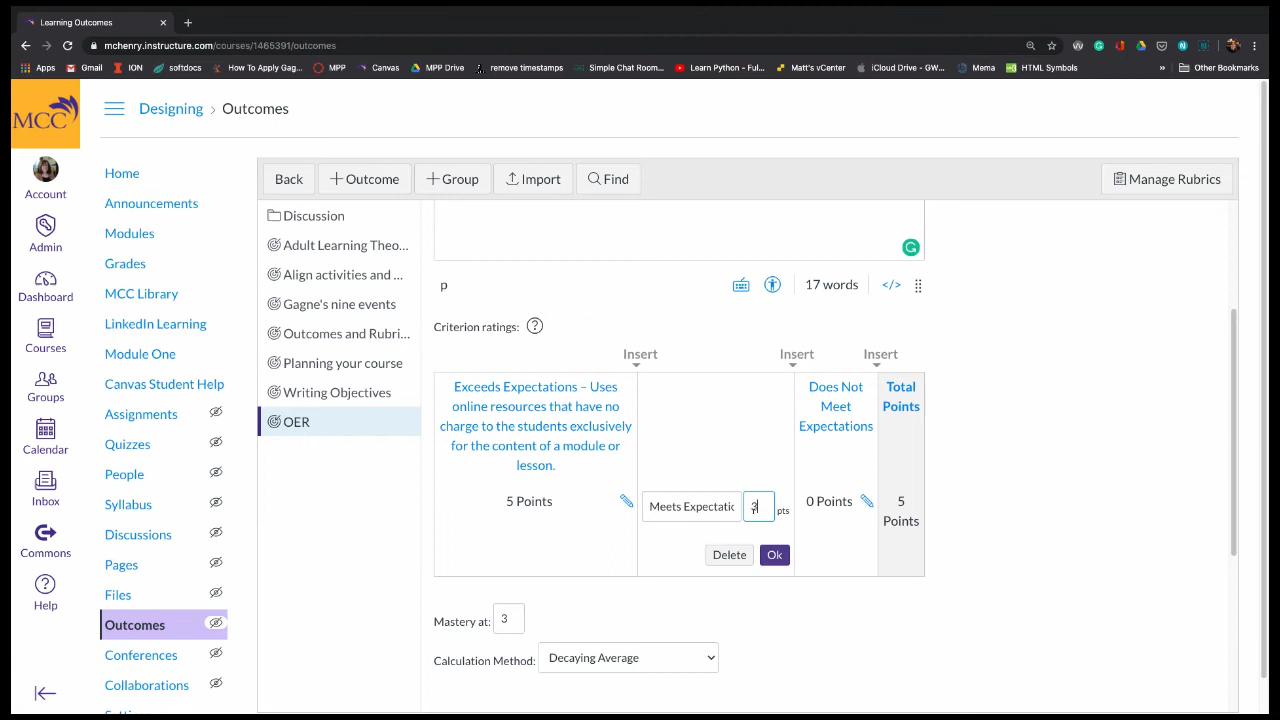 Learning Outcomes
mchenry.instructure.com/courses/1465391/outcomes
Apps
Gmail
ION
softdocs
How To Apply Gag...
MPP
Canvas
MPP Drive
remove timestamps
Simple Chat Room...
Learn Python - Ful...
Matt's vCenter
iCloud Drive - GW...
Mema
HTML Symbols
»
Other Bookmarks
MCC
Designing › Outcomes
Account
Admin
Dashboard
Courses
Groups
Calendar
Inbox
Commons
Help
Home
Announcements
Modules
Grades
MCC Library
LinkedIn Learning
Module One
Canvas Student Help
Assignments
Quizzes
People
Syllabus
Discussions
Pages
Files
Outcomes
Conferences
Collaborations
Back
+ Outcome
+ Group
Import
Find
Manage Rubrics
Discussion
Adult Learning Theo...
Align activities and ...
Gagne's nine events
Outcomes and Rubri...
Planning your course
Writing Objectives
OER
p
17 words
</>
Criterion ratings:
Insert
Insert
Insert
Exceeds Expectations – Uses
online resources that have no
charge to the students exclusively
for the content of a module or
lesson.
5 Points
Meets Expectatic
3
pts
Delete
Ok
Does Not
Meet
Expectations
0 Points
Total
Points
5
Points
Mastery at:
3
Calculation Method:
Decaying Average